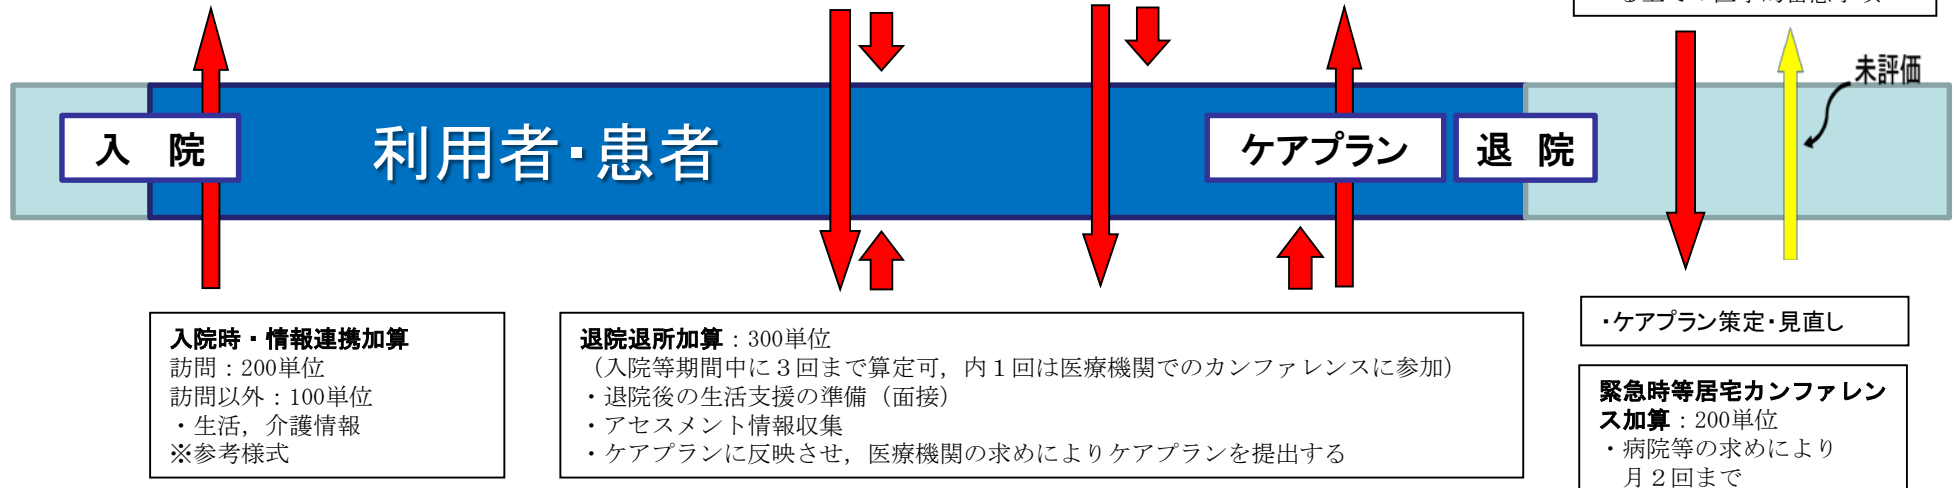 未評価
入 院
利用者・患者
ケアプラン
退 院
入院時・情報連携加算
訪問：200単位
訪問以外：100単位
・生活，介護情報
※参考様式
退院退所加算：300単位
（入院等期間中に３回まで算定可，内１回は医療機関でのカンファレンスに参加）
・退院後の生活支援の準備（面接）
・アセスメント情報収集
・ケアプランに反映させ，医療機関の求めによりケアプランを提出する
・ケアプラン策定・見直し
緊急時等居宅カンファレン
ス加算：200単位
・病院等の求めにより
月２回まで